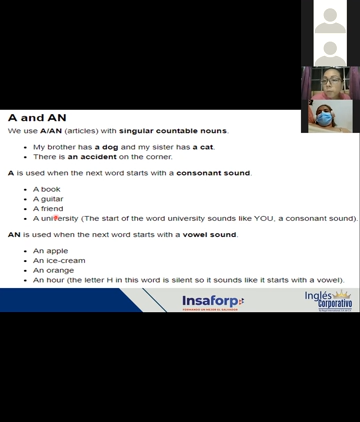 A and AN
We use A/AN (articles) with singular countable nouns.
• My brother has a dog and my sister has a cat.
• There is an accident on the corner.
A is used when the next word starts with a consonant sound.
• A book
• A guitar
• A friend
• A university (The start of the word university sounds like YOU, a consonant sound).
AN is used when the next word starts with a vowel sound.
• An apple
• An ice-cream
• An orange
• An hour (the letter H in this word is silent so it sounds like it starts with a vowel).
Insaforp
Inglés
Corporativo